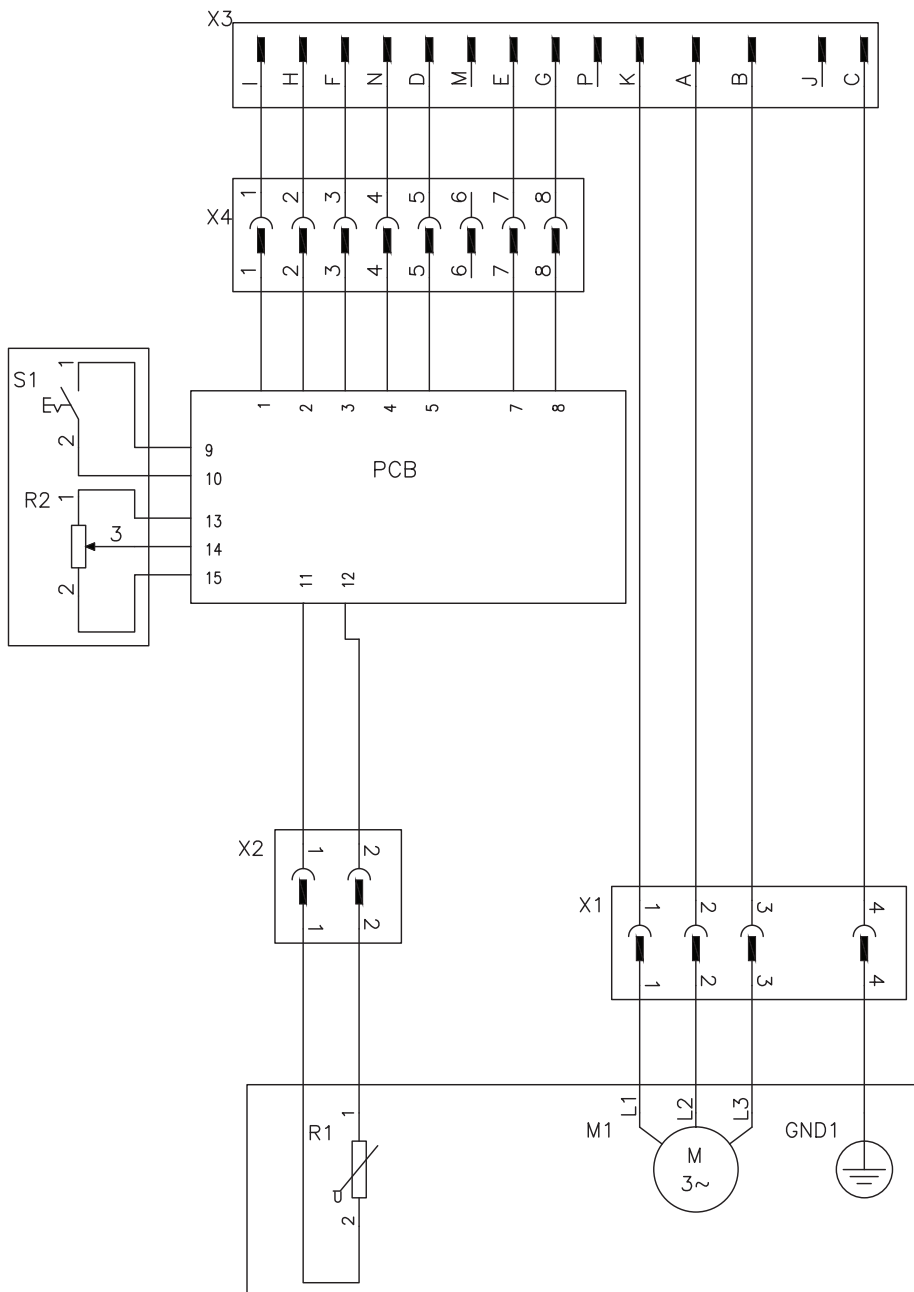 X3
I H F N D M E G P K A B J C
1 2 3 4 5 6 7 8
X4
1 2 3 4 5 6 7 8
S1
1
2
1 2 3 4 5 7 8
9
10
PCB
R2
1
3
2
13
14
15
11 12
X2
1 2
1 2
X1
1 2 3 4
1 2 3 4
L1 L2 L3
M1
M
3~
GND1
R1
1
2